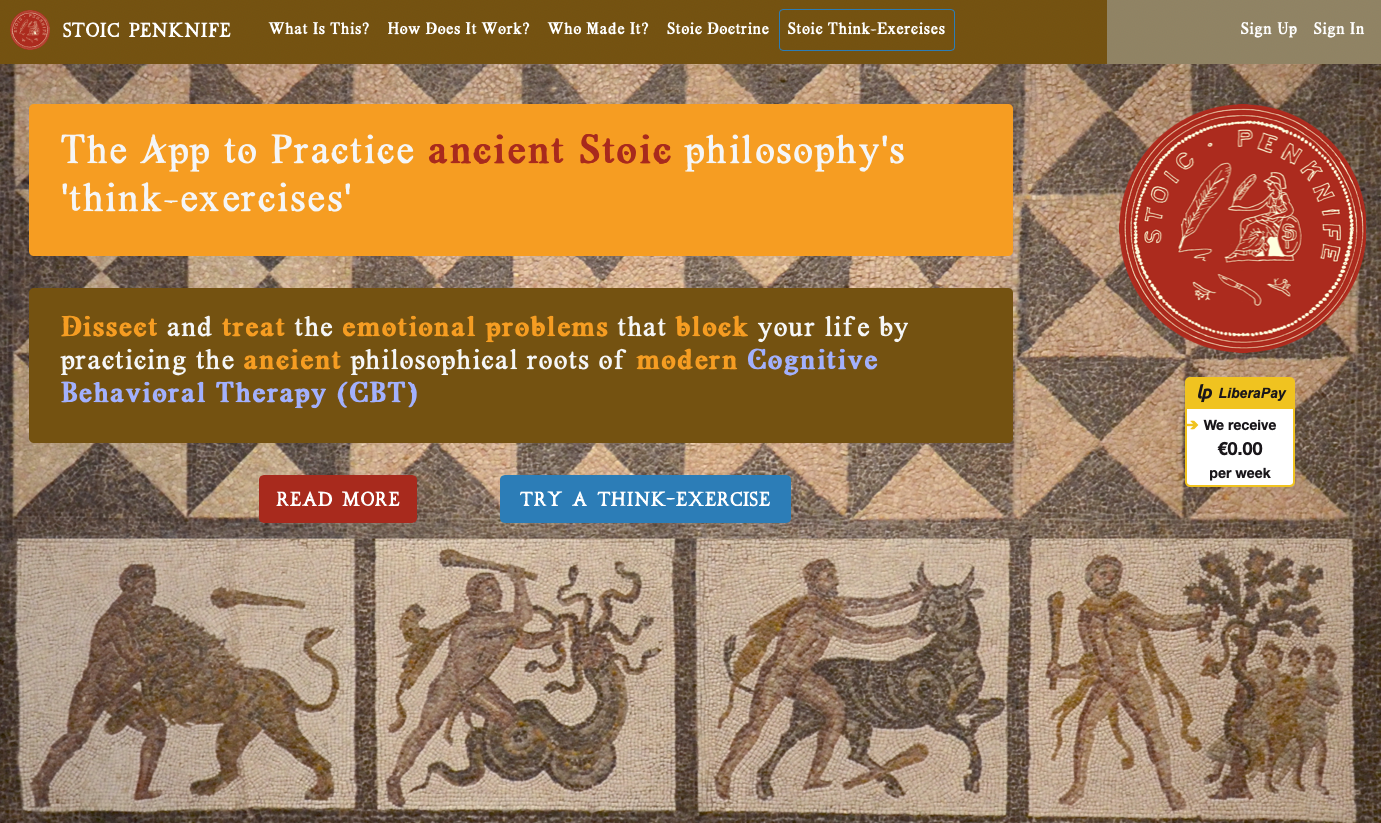 STOIC PENKNIFE
What Is This? How Does It Work? Who Made It? Stoic Doctrine Stoic Think-Exercises
Sign Up Sign In
The App to Practice ancient Stoic philosophy's
'think-exercises'
STOIC · PENKNIFE
SP
Dissect and treat the emotional problems that block your life by
practicing the ancient philosophical roots of modern Cognitive
Behavioral Therapy (CBT)
lp LiberaPay
We receive
€0.00
per week
READ MORE
TRY A THINK-EXERCISE